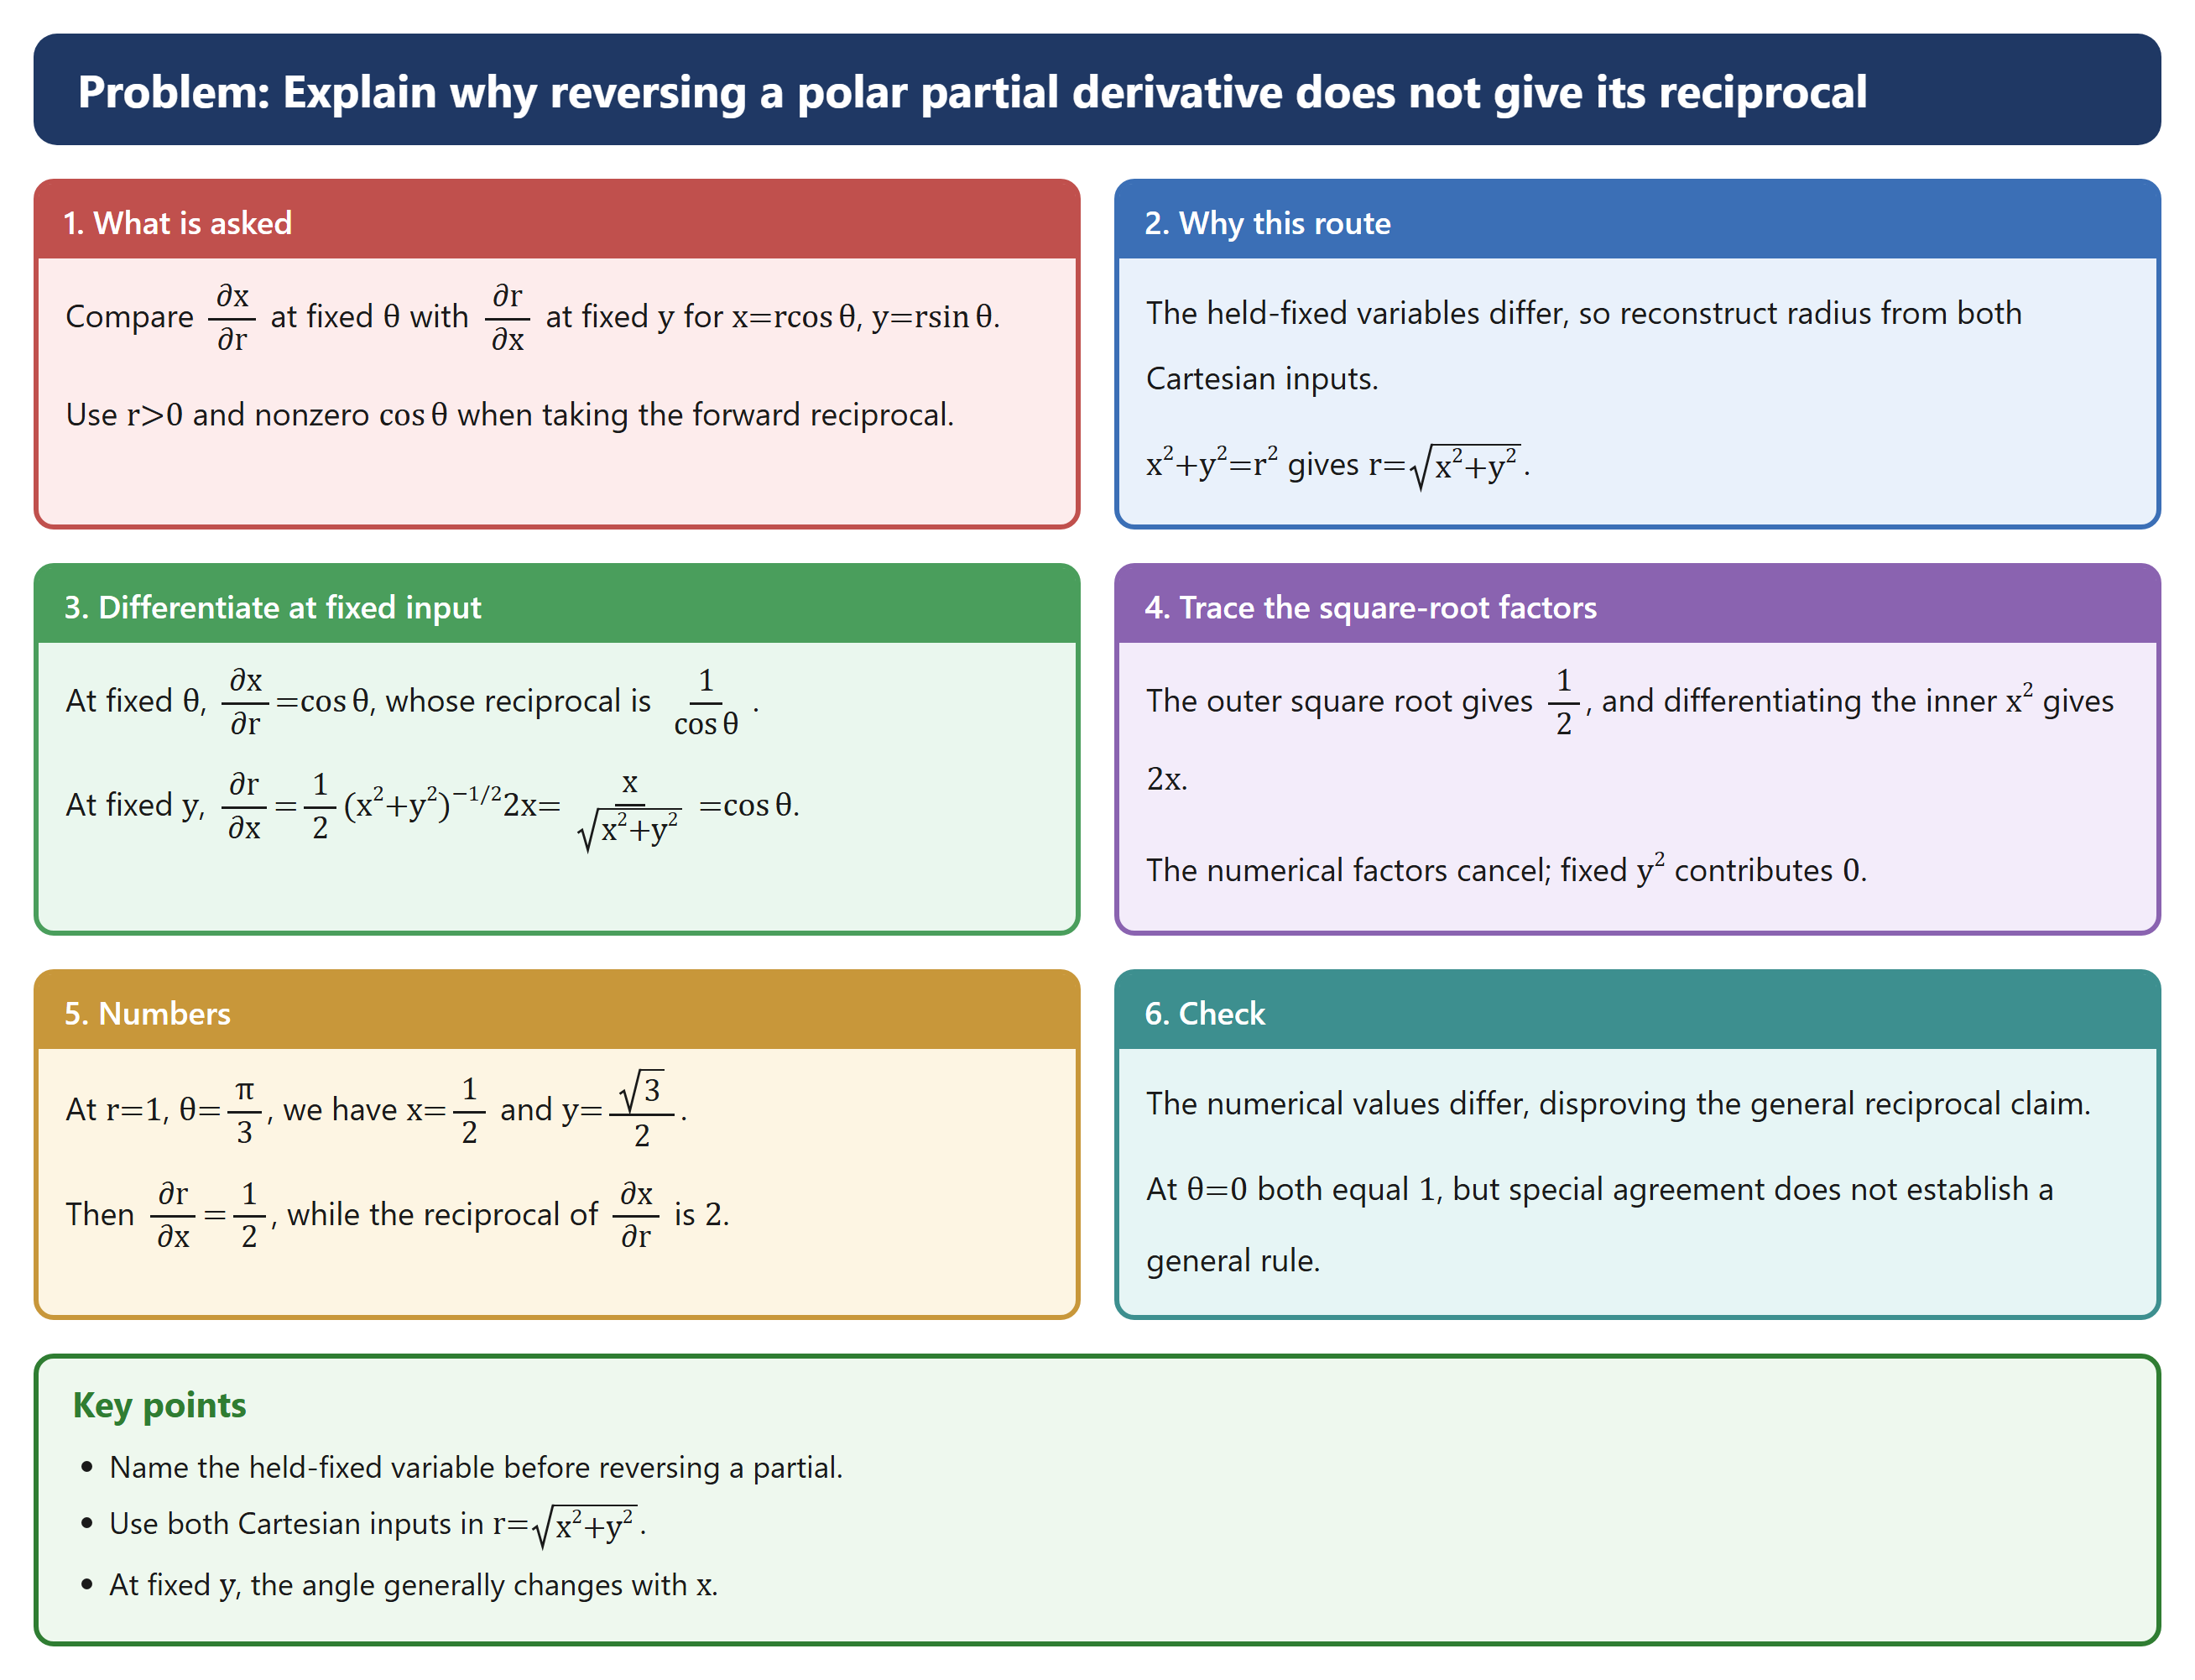 Problem: Explain why reversing a polar partial derivative does not give its reciprocal
1. What is asked
Compare ∂x/∂r at fixed θ with ∂r/∂x at fixed y for x=rcos θ, y=rsin θ.
Use r>0 and nonzero cos θ when taking the forward reciprocal.
2. Why this route
The held-fixed variables differ, so reconstruct radius from both
Cartesian inputs.
x²+y²=r² gives r=√(x²+y²).
3. Differentiate at fixed input
At fixed θ, ∂x/∂r=cos θ, whose reciprocal is 1/cos θ.
At fixed y, ∂r/∂x=1/2(x²+y²)^(−1/2)2x=x/√(x²+y²)=cos θ.
4. Trace the square-root factors
The outer square root gives 1/2, and differentiating the inner x² gives
2x.
The numerical factors cancel; fixed y² contributes 0.
5. Numbers
At r=1, θ=π/3, we have x=1/2 and y=√3/2.
Then ∂r/∂x=1/2, while the reciprocal of ∂x/∂r is 2.
6. Check
The numerical values differ, disproving the general reciprocal claim.
At θ=0 both equal 1, but special agreement does not establish a
general rule.
Key points
• Name the held-fixed variable before reversing a partial.
• Use both Cartesian inputs in r=√(x²+y²).
• At fixed y, the angle generally changes with x.